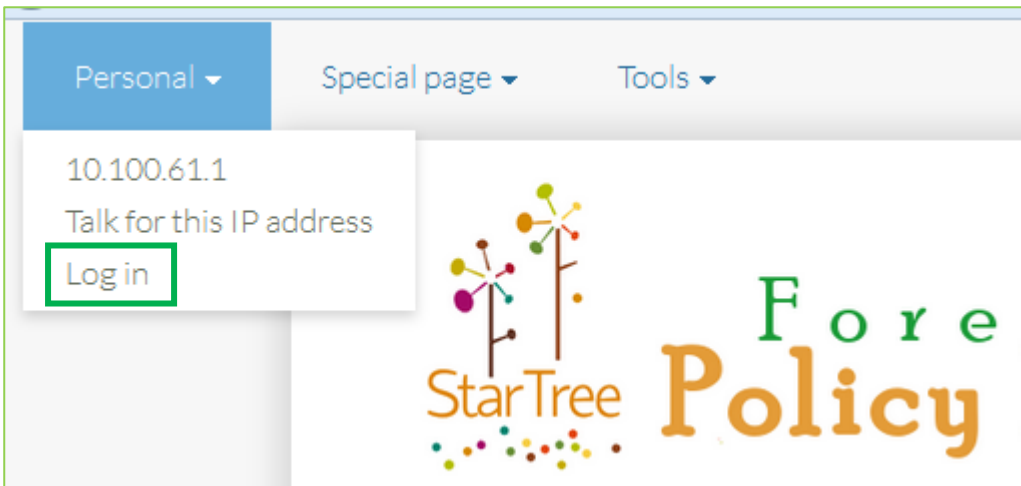 Personal
Special page
Tools
10.100.61.1
Talk for this IP address
Log in
Fore
StarTree
Policy